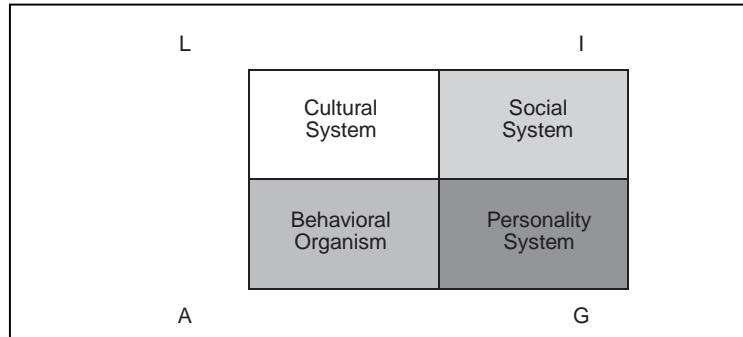 L
I
Cultural
System
Social
System
Behavioral
Organism
Personality
System
A
G